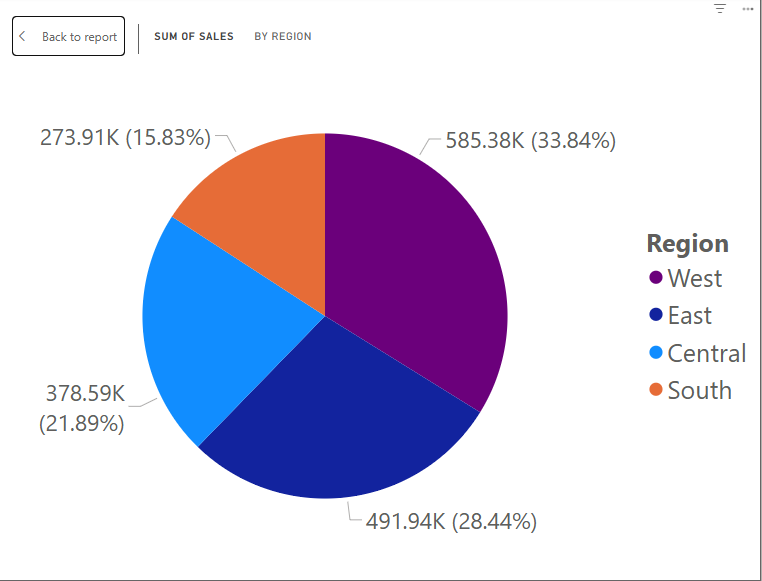 Back to report
SUM OF SALES BY REGION
273.91K (15.83%)
585.38K (33.84%)
Region
West
East
Central
South
378.59K
(21.89%)
491.94K (28.44%)